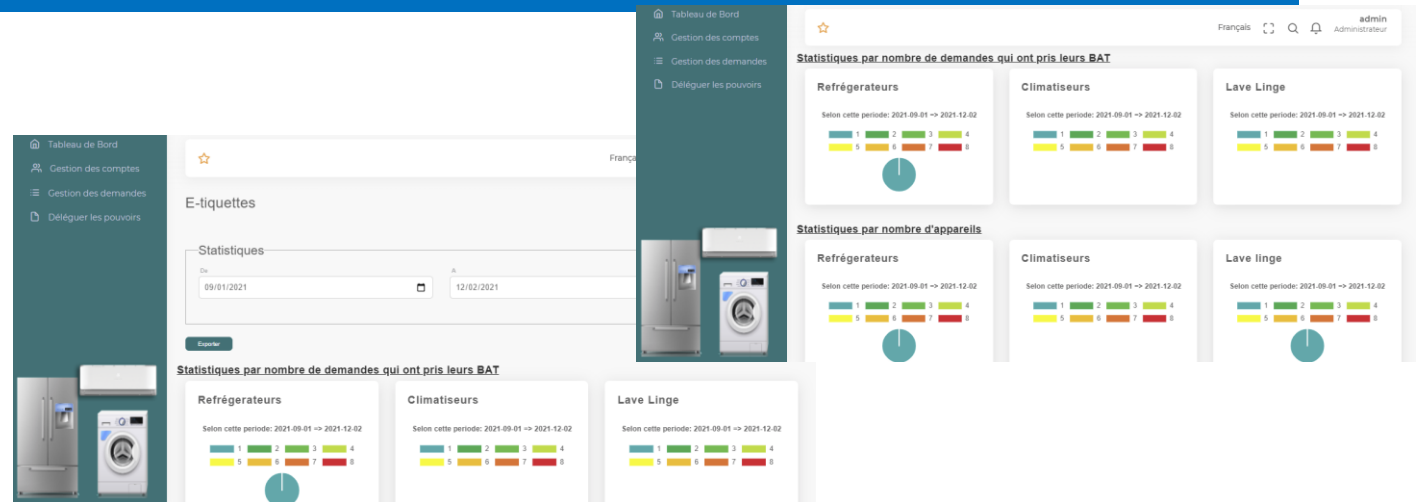 Tableau de Bord
Gestion des comptes
Gestion des demandes
Déléguer les pouvoirs
Français
admin
Administrateur
Statistiques par nombre de demandes qui ont pris leurs BAT
Refrégerateurs
Climatiseurs
Lave Linge
Selon cette periode: 2021-09-01 => 2021-12-02
Selon cette periode: 2021-09-01 => 2021-12-02
Selon cette periode: 2021-09-01 => 2021-12-02
1 2 3 4
1 2 3 4
1 2 3 4
5 6 7 8
5 6 7 8
5 6 7 8
Statistiques par nombre d'appareils
Refrégerateurs
Climatiseurs
Lave linge
Selon cette periode: 2021-09-01 => 2021-12-02
Selon cette periode: 2021-09-01 => 2021-12-02
Selon cette periode: 2021-09-01 => 2021-12-02
1 2 3 4
1 2 3 4
1 2 3 4
5 6 7 8
5 6 7 8
5 6 7 8
Tableau de Bord
Gestion des comptes
Gestion des demandes
Déléguer les pouvoirs
França
E-tiquettes
Statistiques
De
A
09/01/2021
12/02/2021
Exporter
Statistiques par nombre de demandes qui ont pris leurs BAT
Refrégerateurs
Climatiseurs
Lave Linge
Selon cette periode: 2021-09-01 => 2021-12-02
Selon cette periode: 2021-09-01 => 2021-12-02
Selon cette periode: 2021-09-01 => 2021-12-02
1 2 3 4
1 2 3 4
1 2 3 4
5 6 7 8
5 6 7 8
5 6 7 8